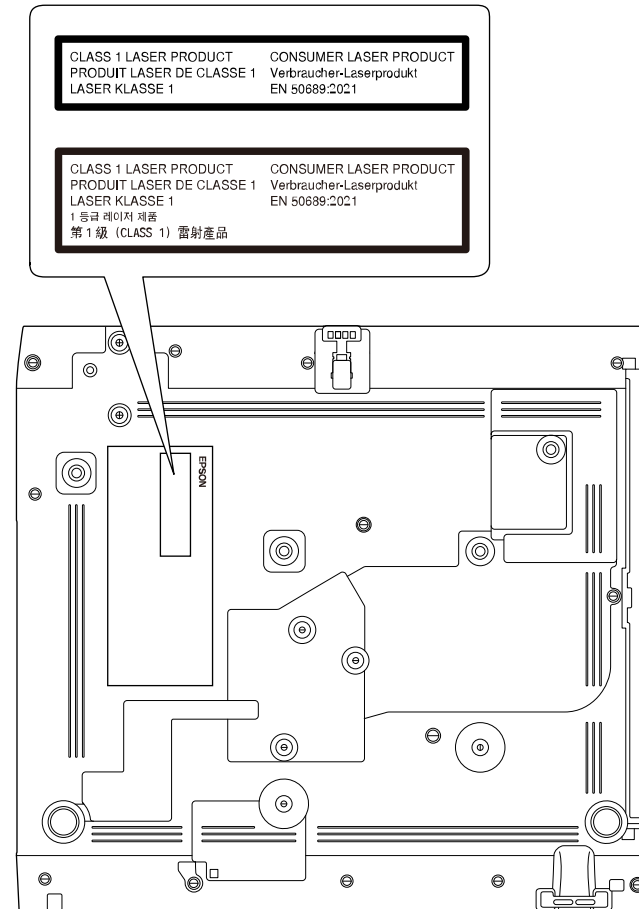 CLASS 1 LASER PRODUCT CONSUMER LASER PRODUCT
PRODUIT LASER DE CLASSE 1 Verbraucher-Laserprodukt
LASER KLASSE 1 EN 50689:2021
CLASS 1 LASER PRODUCT CONSUMER LASER PRODUCT
PRODUIT LASER DE CLASSE 1 Verbraucher-Laserprodukt
LASER KLASSE 1 EN 50689:2021
1 등급 레이저 제품
第1級 (CLASS 1) 雷射產品
EPSON